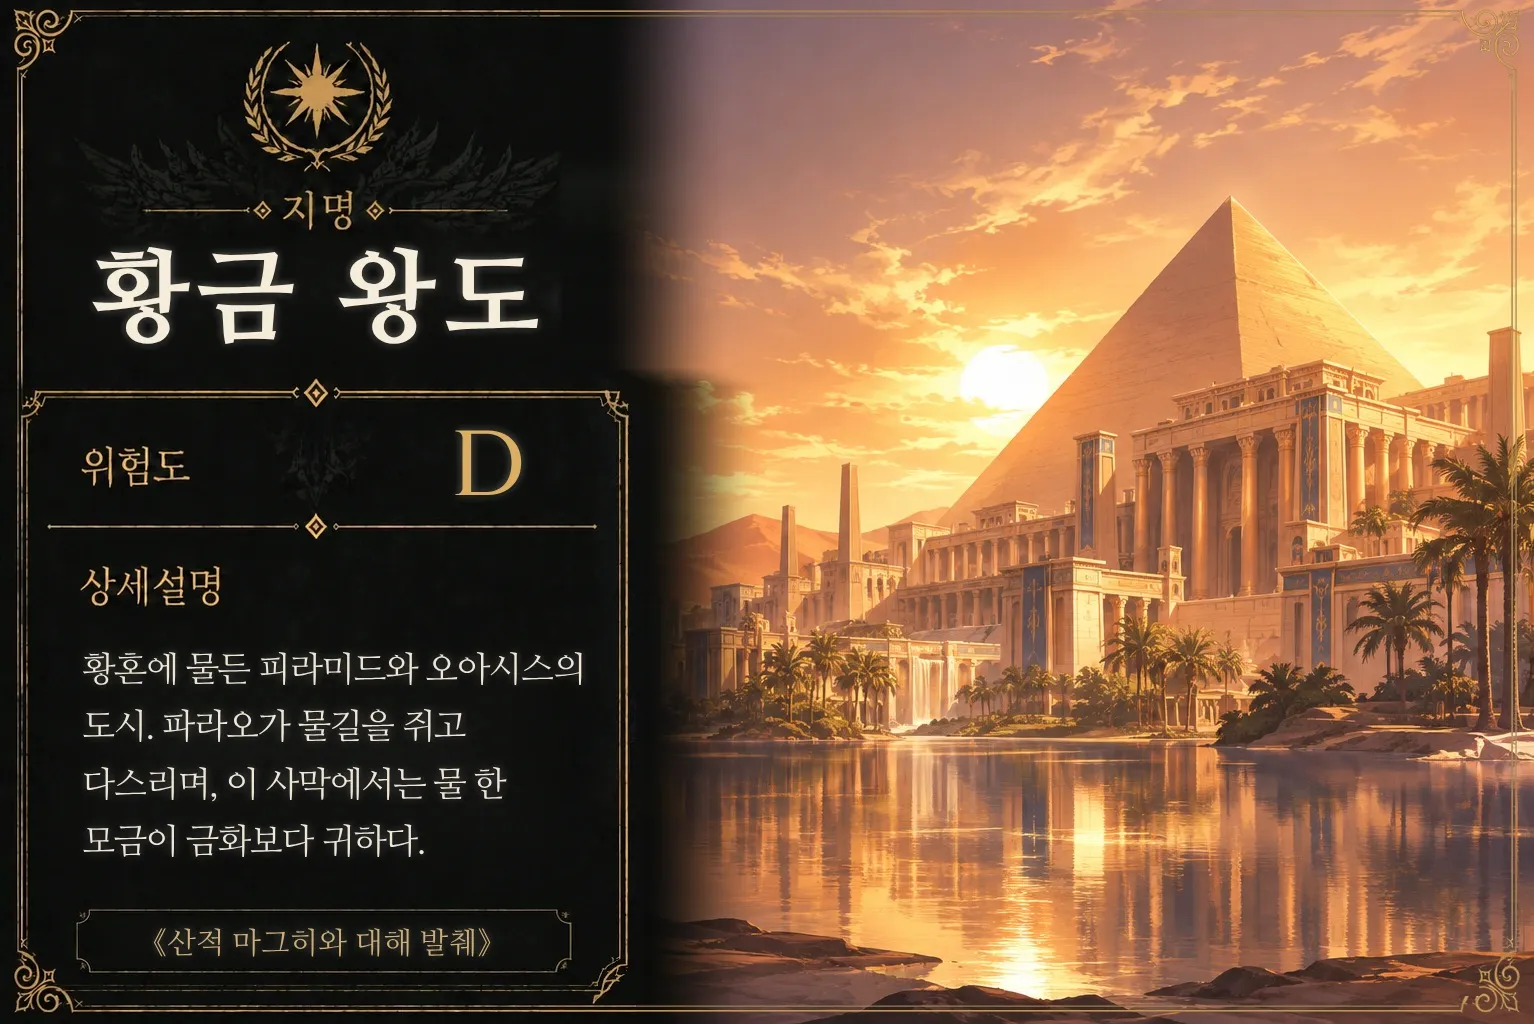 지명
황금 왕도
위험도 D
상세설명
황혼에 물든 피라미드와 오아시스의
도시. 파라오가 물길을 쥐고
다스리며, 이 사막에서는 물 한
모금이 금화보다 귀하다.
《산적 마그히와 대해 발췌》